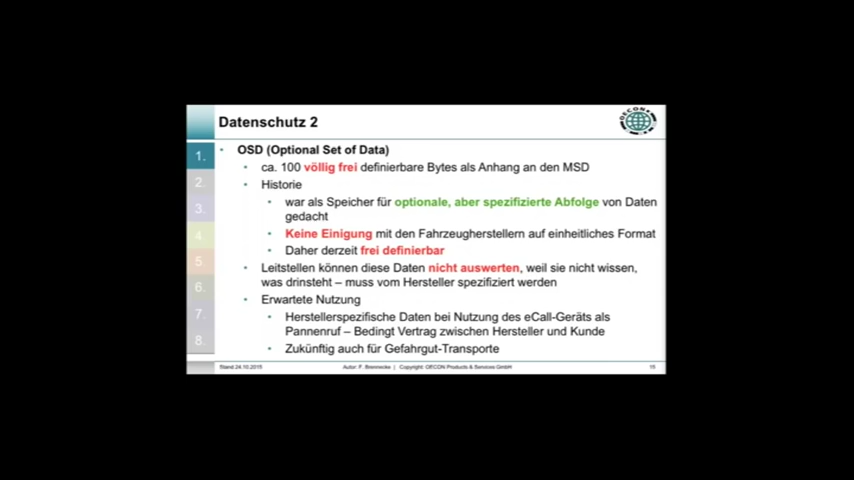 Datenschutz 2
OECON
1.
2.
3.
4.
5.
6.
7.
8.
• OSD (Optional Set of Data)
• ca. 100 völlig frei definierbare Bytes als Anhang an den MSD
• Historie
• war als Speicher für optionale, aber spezifizierte Abfolge von Daten
gedacht
• Keine Einigung mit den Fahrzeugherstellern auf einheitliches Format
• Daher derzeit frei definierbar
• Leitstellen können diese Daten nicht auswerten, weil sie nicht wissen,
was drinsteht – muss vom Hersteller spezifiziert werden
• Erwartete Nutzung
• Herstellerspezifische Daten bei Nutzung des eCall-Geräts als
Pannenruf – Bedingt Vertrag zwischen Hersteller und Kunde
• Zukünftig auch für Gefahrgut-Transporte
Stand 24.10.2015 Autor: F. Brennecke | Copyright: OECON Products & Services GmbH 15